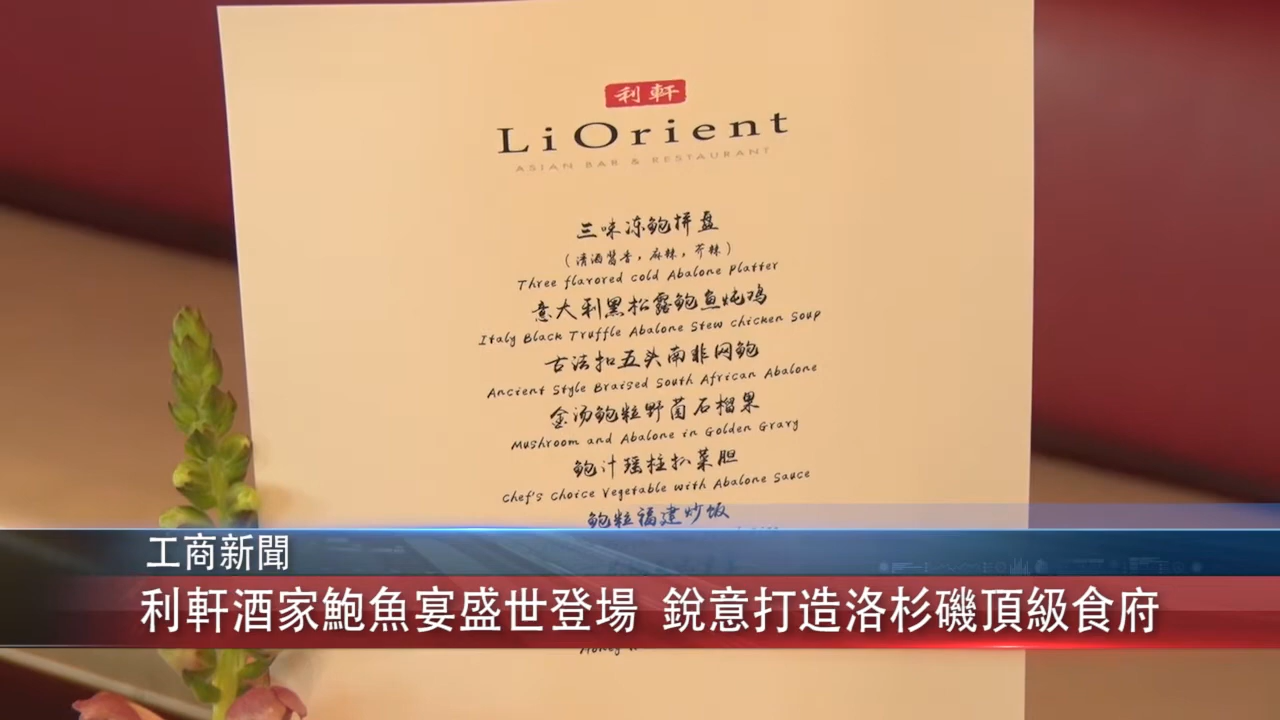 利軒
LiOrient
ASIAN BAR & RESTAURANT
三味冻鲍拼盘
（清酒酱香，麻辣，芥辣）
Three flavored cold Abalone Platter
意大利黑松露鲍鱼炖鸡
Italy Black Truffle Abalone Stew chicken Soup
古法扣五头南非网鲍
Ancient Style Braised South African Abalone
金汤鲍粒野菌石榴果
Mushroom and Abalone in Golden Gravy
鲍汁瑶柱扒菜胆
Chef's Choice Vegetable with Abalone Sauce
鲍粒福建炒饭
工商新聞
利軒酒家鮑魚宴盛世登場 銳意打造洛杉磯頂級食府
Honey